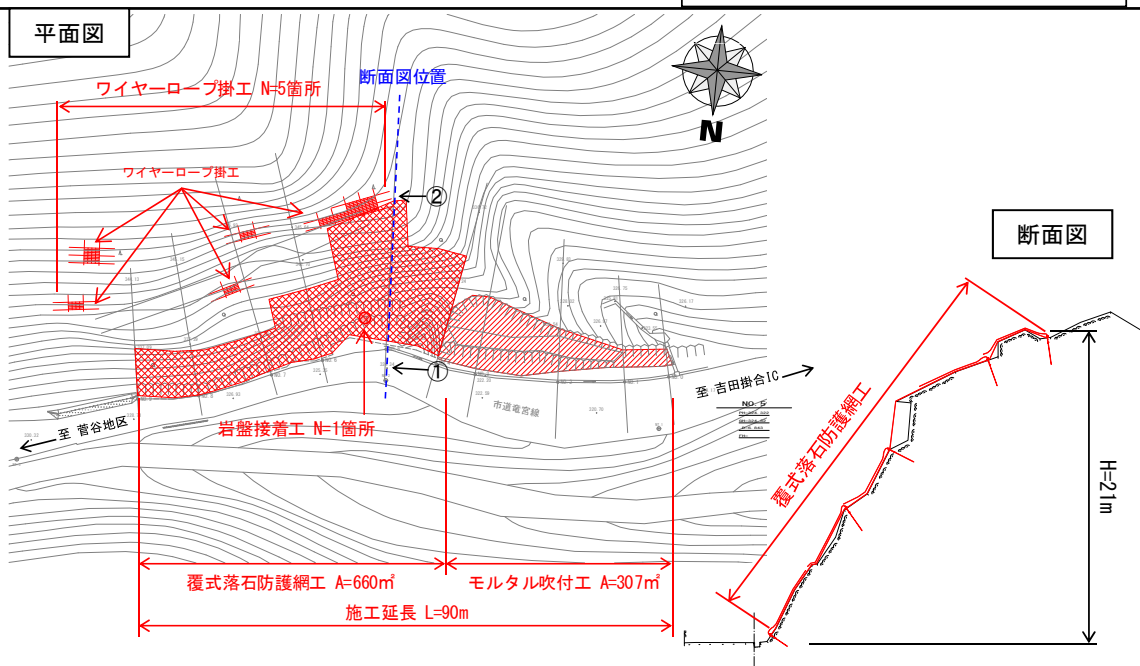 平面図
断面図位置
ワイヤーロープ掛工 N=5箇所
ワイヤーロープ掛工
N
②
断面図
①
至 吉田掛合IC
市道竜宮線
NO. 5
至 菅谷地区
岩盤接着工 N=1箇所
覆式落石防護網工
H=21m
覆式落石防護網工 A=660㎡
モルタル吹付工 A=307㎡
施工延長 L=90m